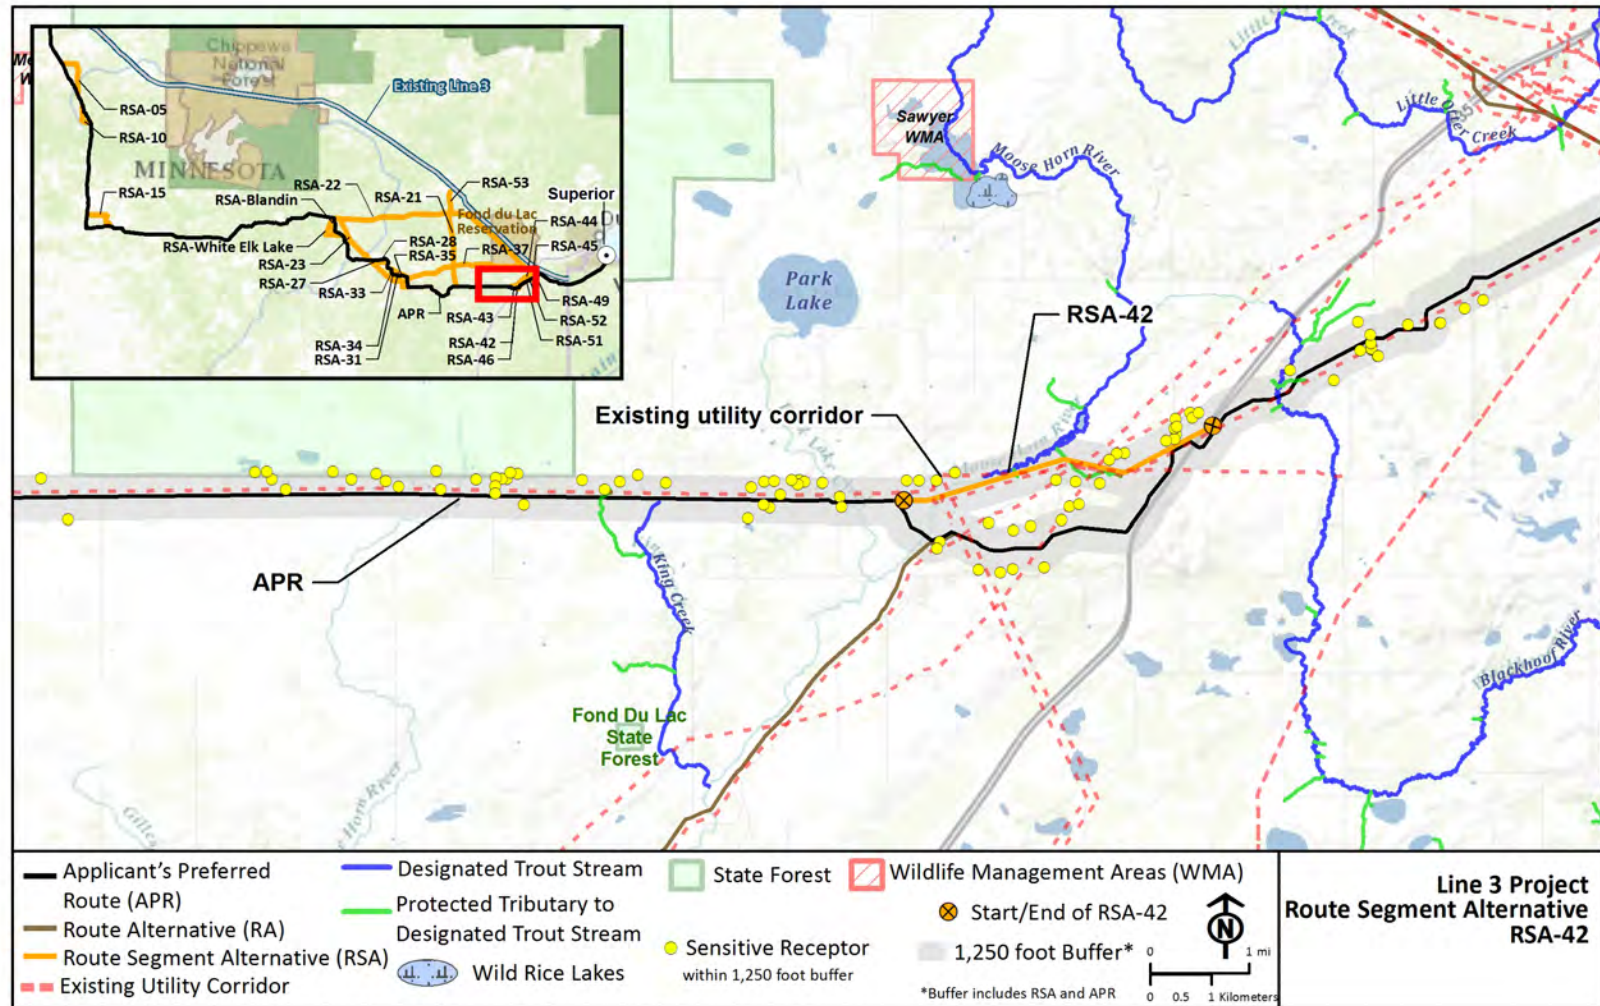 Chippewa
National
Forest
Existing Line 3
RSA-05
RSA-10
MINNESOTA
RSA-15
RSA-22
RSA-53
RSA-21
RSA-Blandin
Superior
Fond du Lac
Reservation
RSA-44
RSA-White Elk Lake
RSA-28
RSA-37
RSA-45
RSA-35
RSA-23
RSA-27
RSA-33
RSA-49
APR
RSA-43
RSA-52
RSA-34
RSA-42
RSA-51
RSA-31
RSA-46
Sawyer
WMA
Moose Horn River
Little Otter Creek
35
Park
Lake
RSA-42
Existing utility corridor
Moose Horn River
APR
King Creek
Fond Du Lac
State
Forest
Blackhoof River
Horn River
Applicant's Preferred
Route (APR)
Route Alternative (RA)
Route Segment Alternative (RSA)
Existing Utility Corridor
Designated Trout Stream
Protected Tributary to
Designated Trout Stream
Wild Rice Lakes
State Forest
Sensitive Receptor
within 1,250 foot buffer
Wildlife Management Areas (WMA)
Start/End of RSA-42
1,250 foot Buffer*
*Buffer includes RSA and APR
N
0 1 mi
0 0.5 1 Kilometers
Line 3 Project
Route Segment Alternative
RSA-42